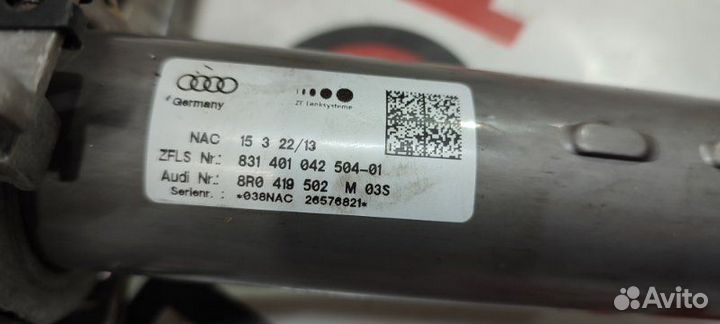 Germany
ZF Lenksysteme
NAC 15 3 22/13
ZFLS Nr.: 831 401 042 504-01
Audi Nr.: 8R0 419 502 M 03S
Serienr.: *038NAC 26576821*
Avito